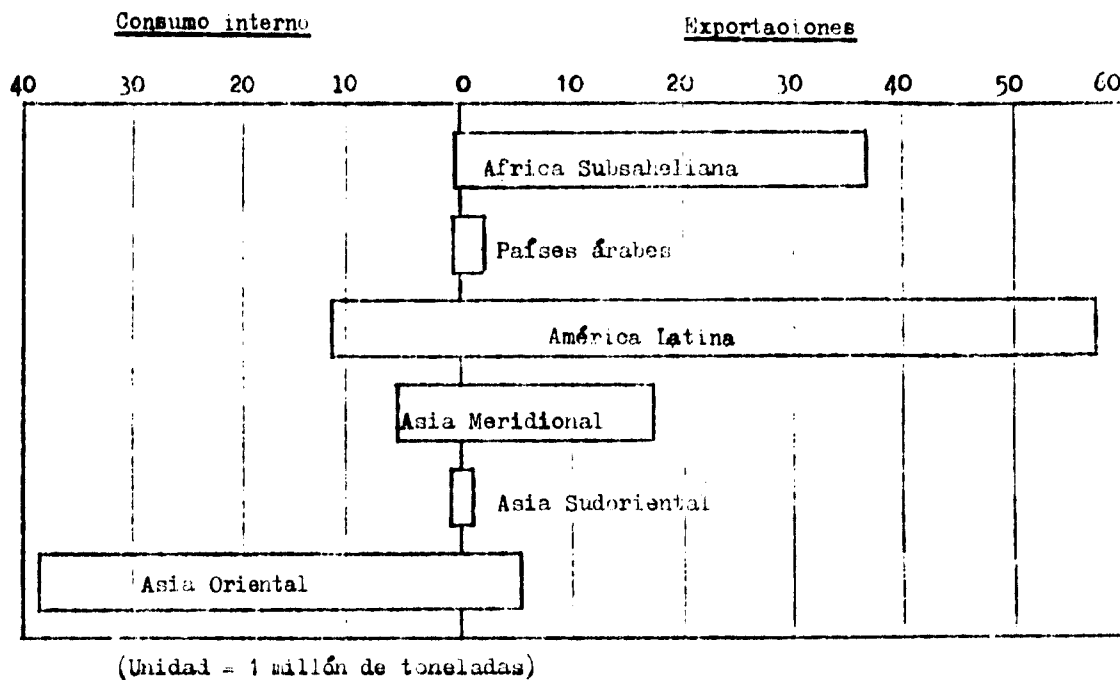 Consumo interno Exportaciones
40 30 20 10 0 10 20 30 40 50 60
Africa Subsaheliana
Países árabes
América Latina
Asia Meridional
Asia Sudoriental
Asia Oriental
(Unidad = 1 millón de toneladas)